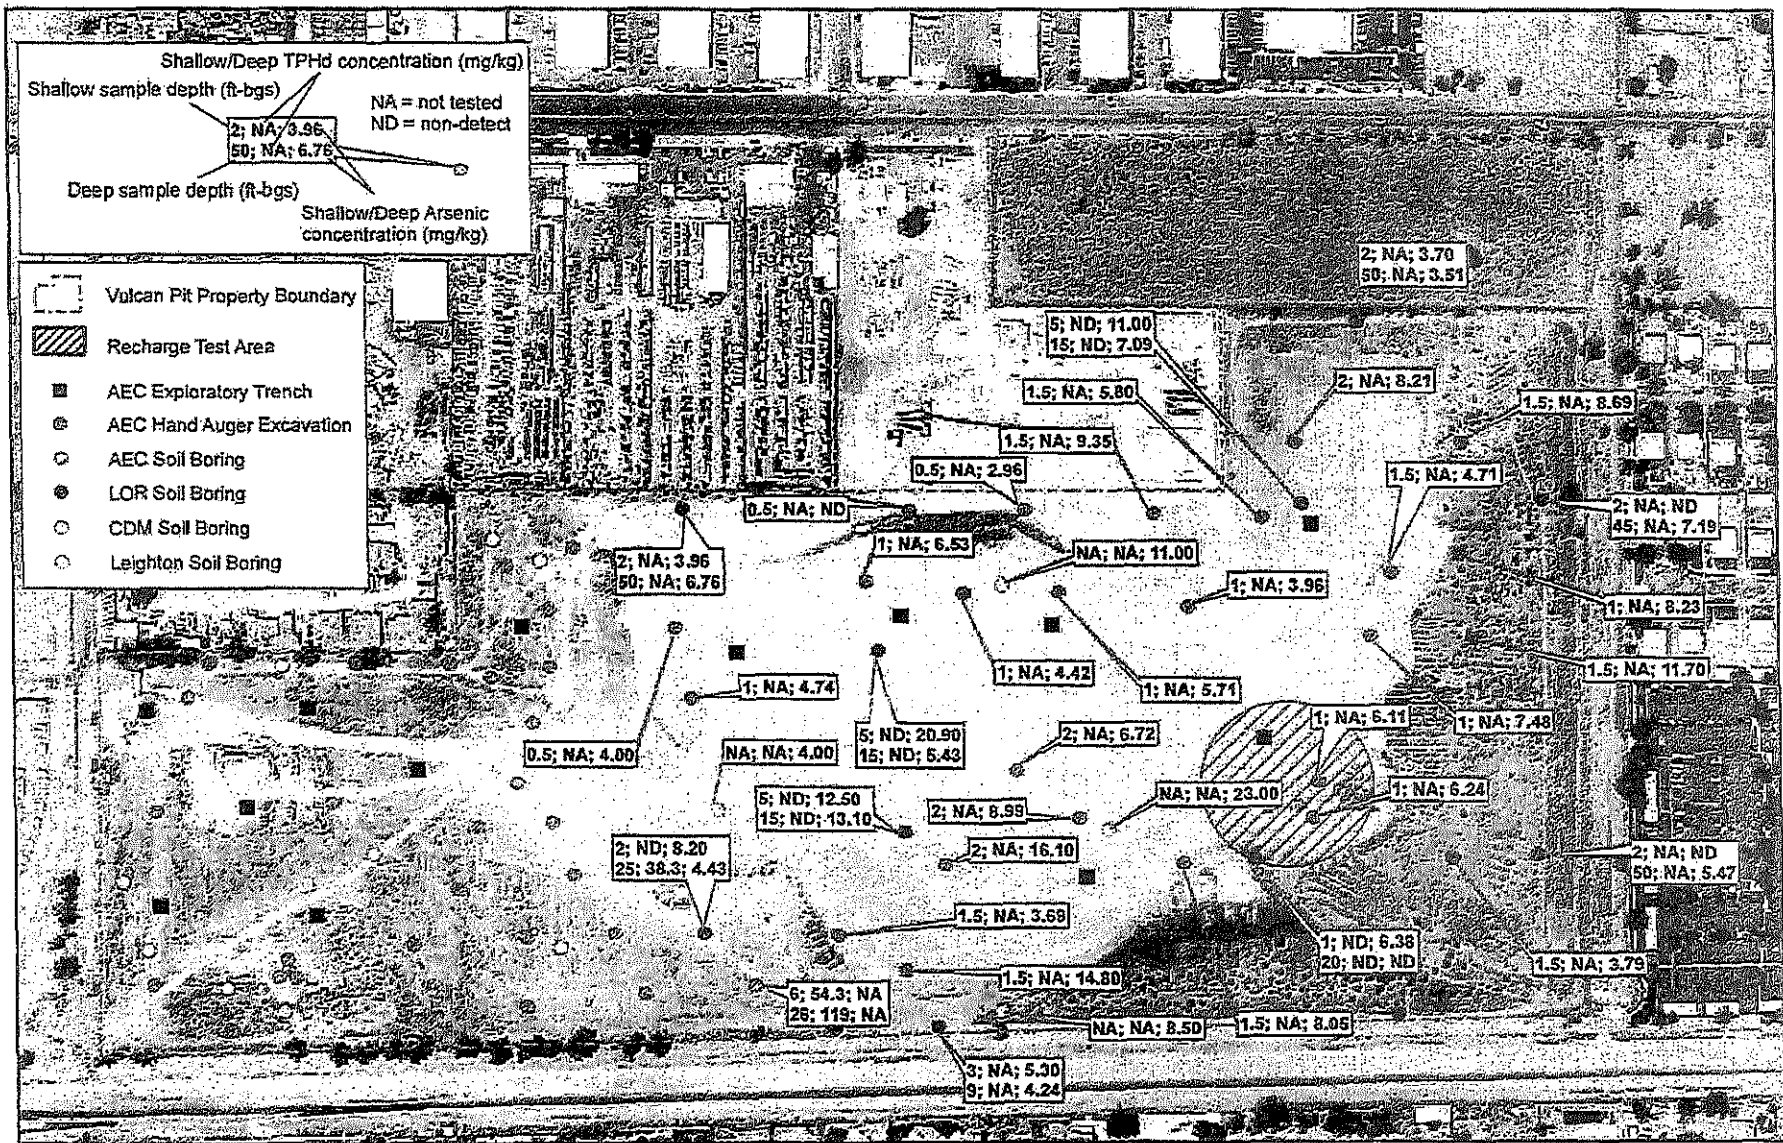 Shallow/Deep TPHd concentration (mg/kg)
Shallow sample depth (ft-bgs)
NA = not tested
ND = non-detect
2; NA; 3.96
50; NA; 6.76
Deep sample depth (ft-bgs)
Shallow/Deep Arsenic
concentration (mg/kg)
Vulcan Pit Property Boundary
Recharge Test Area
AEC Exploratory Trench
AEC Hand Auger Excavation
AEC Soil Boring
LOR Soil Boring
CDM Soil Boring
Leighton Soil Boring
2; NA; 3.70
50; NA; 3.51
5; ND; 11.00
15; ND; 7.09
2; NA; 8.21
1.5; NA; 5.80
1.5; NA; 8.69
1.5; NA; 9.35
0.5; NA; 2.96
1.5; NA; 4.71
0.5; NA; ND
2; NA; ND
45; NA; 7.19
1; NA; 6.53
NA; NA; 11.00
2; NA; 3.96
50; NA; 6.76
1; NA; 3.96
1; NA; 8.23
1; NA; 4.42
1.5; NA; 11.70
1; NA; 4.74
1; NA; 5.71
1; NA; 6.11
1; NA; 7.48
5; ND; 20.90
15; ND; 5.43
2; NA; 6.72
0.5; NA; 4.00
NA; NA; 4.00
5; ND; 12.50
15; ND; 13.10
NA; NA; 23.00
1; NA; 6.24
2; NA; 8.99
2; ND; 8.20
25; 38.3; 4.43
2; NA; 16.10
2; NA; ND
50; NA; 5.47
1.5; NA; 3.69
1; ND; 6.38
20; ND; ND
1.5; NA; 3.79
1.5; NA; 14.80
6; 54.3; NA
26; 119; NA
NA; NA; 8.50
1.5; NA; 8.05
3; NA; 5.30
9; NA; 4.24